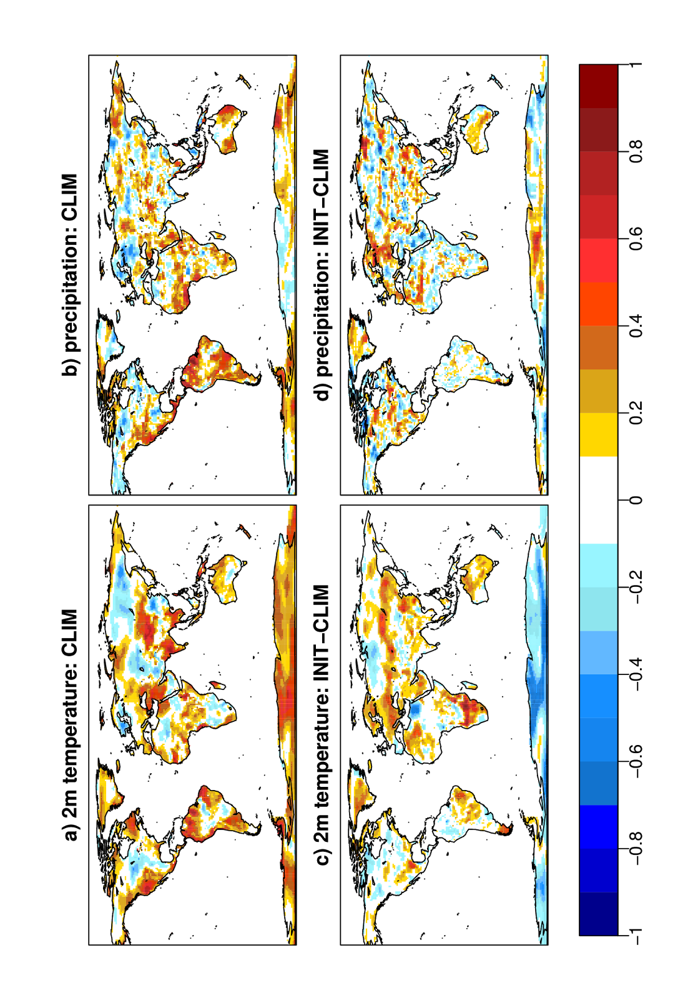 a) 2m temperature: CLIM
b) precipitation: CLIM
c) 2m temperature: INIT−CLIM
d) precipitation: INIT−CLIM
−1
−0.8
−0.6
−0.4
−0.2
0
0.2
0.4
0.6
0.8
1